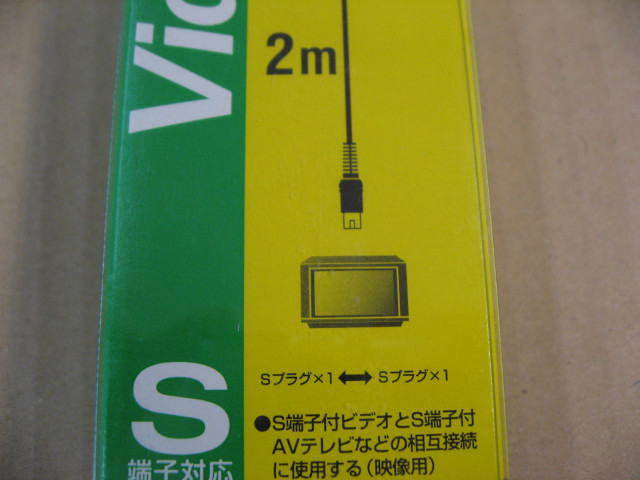 Vid
2m
Sプラグ×1 ⟷ Sプラグ×1
●S端子付ビデオとS端子付
AVテレビなどの相互接続
に使用する（映像用）
S
端子対応